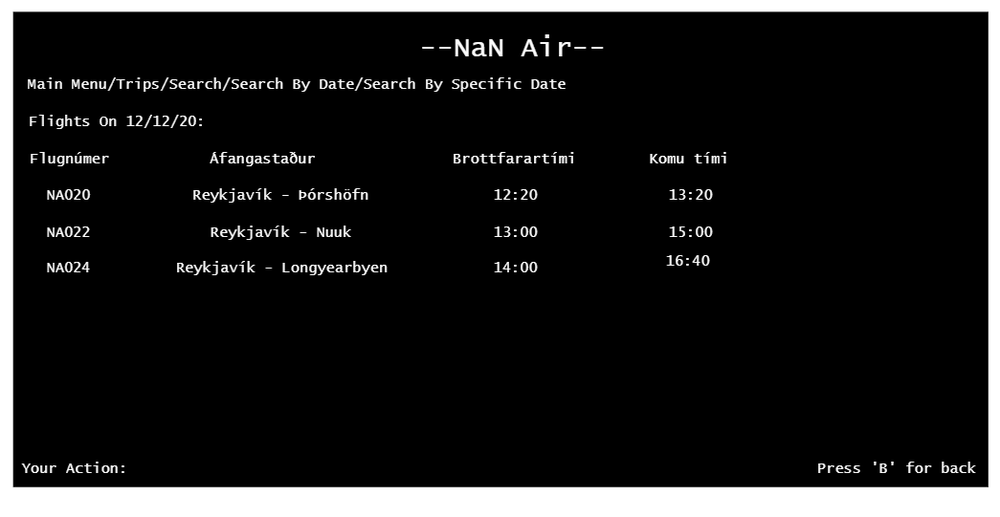 --NaN Air--
Main Menu/Trips/Search/Search By Date/Search By Specific Date
Flights On 12/12/20:
Flugnúmer Áfangastaður Brottfarartími Komu tími
NA020 Reykjavík - Þórshöfn 12:20 13:20
NA022 Reykjavík - Nuuk 13:00 15:00
NA024 Reykjavík - Longyearbyen 14:00 16:40
Your Action: Press 'B' for back